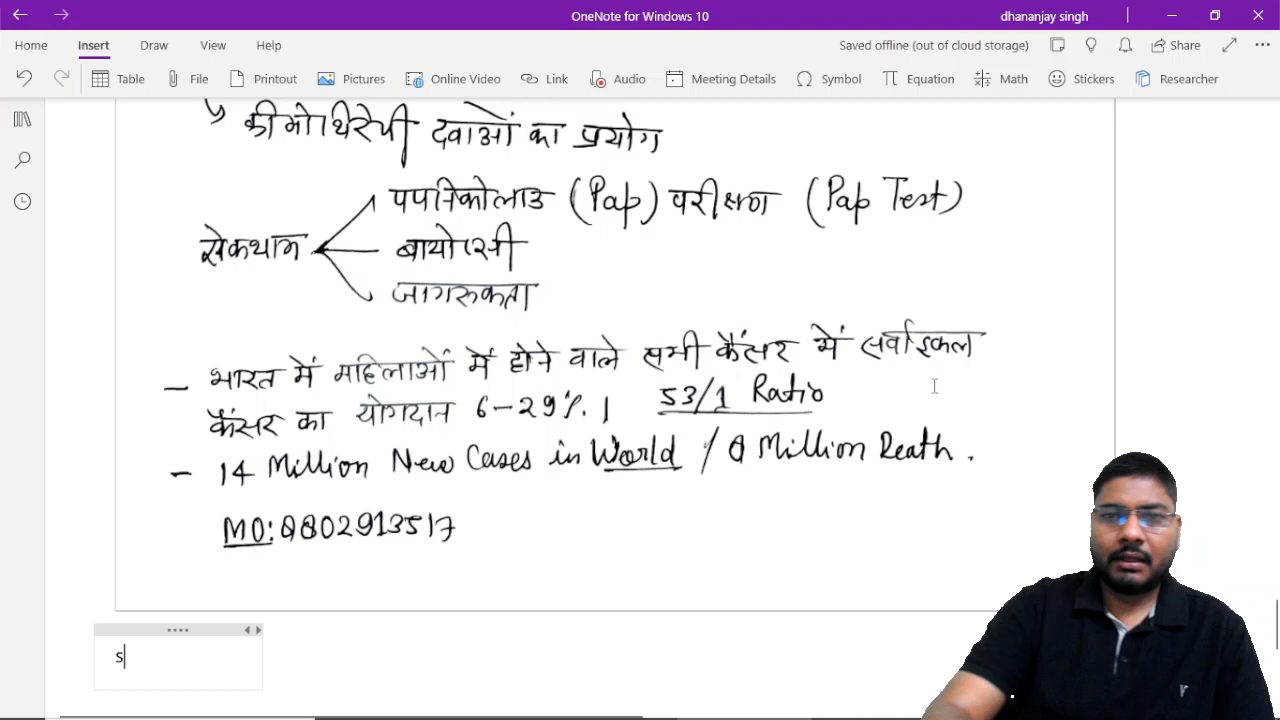 OneNote for Windows 10
dhananjay singh
Home Insert Draw View Help
Saved offline (out of cloud storage) Share
Table File Printout Pictures Online Video Link Audio Meeting Details Symbol Equation Math Stickers Researcher
कीमोथिरेपी दवाओं का प्रयोग
पपनिकोलाउ (Pap) परीक्षण (Pap Test)
रोकथाम
बायोप्सी
जागरुकता
- भारत में महिलाओं में होने वाले सभी कैंसर में सर्वाइकल
कैंसर का योगदान 6-29%। 53/1 Ratio
- 14 Million New Cases in World / 8 Million Death.
MO: 8802913517
s